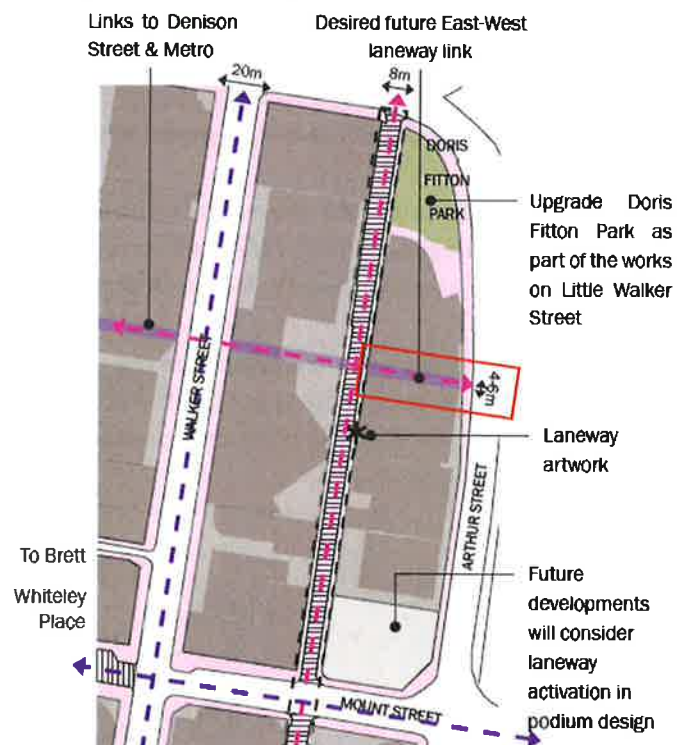 Links to Denison
Street & Metro
Desired future East-West
laneway link
20m
8m
DORIS
FITTON
PARK
Upgrade Doris
Fitton Park as
part of the works
on Little Walker
Street
WALKER STREET
4-6m
Laneway
artwork
ARTHUR STREET
To Brett
Whiteley
Place
Future
developments
will consider
laneway
activation in
podium design
MOUNT STREET